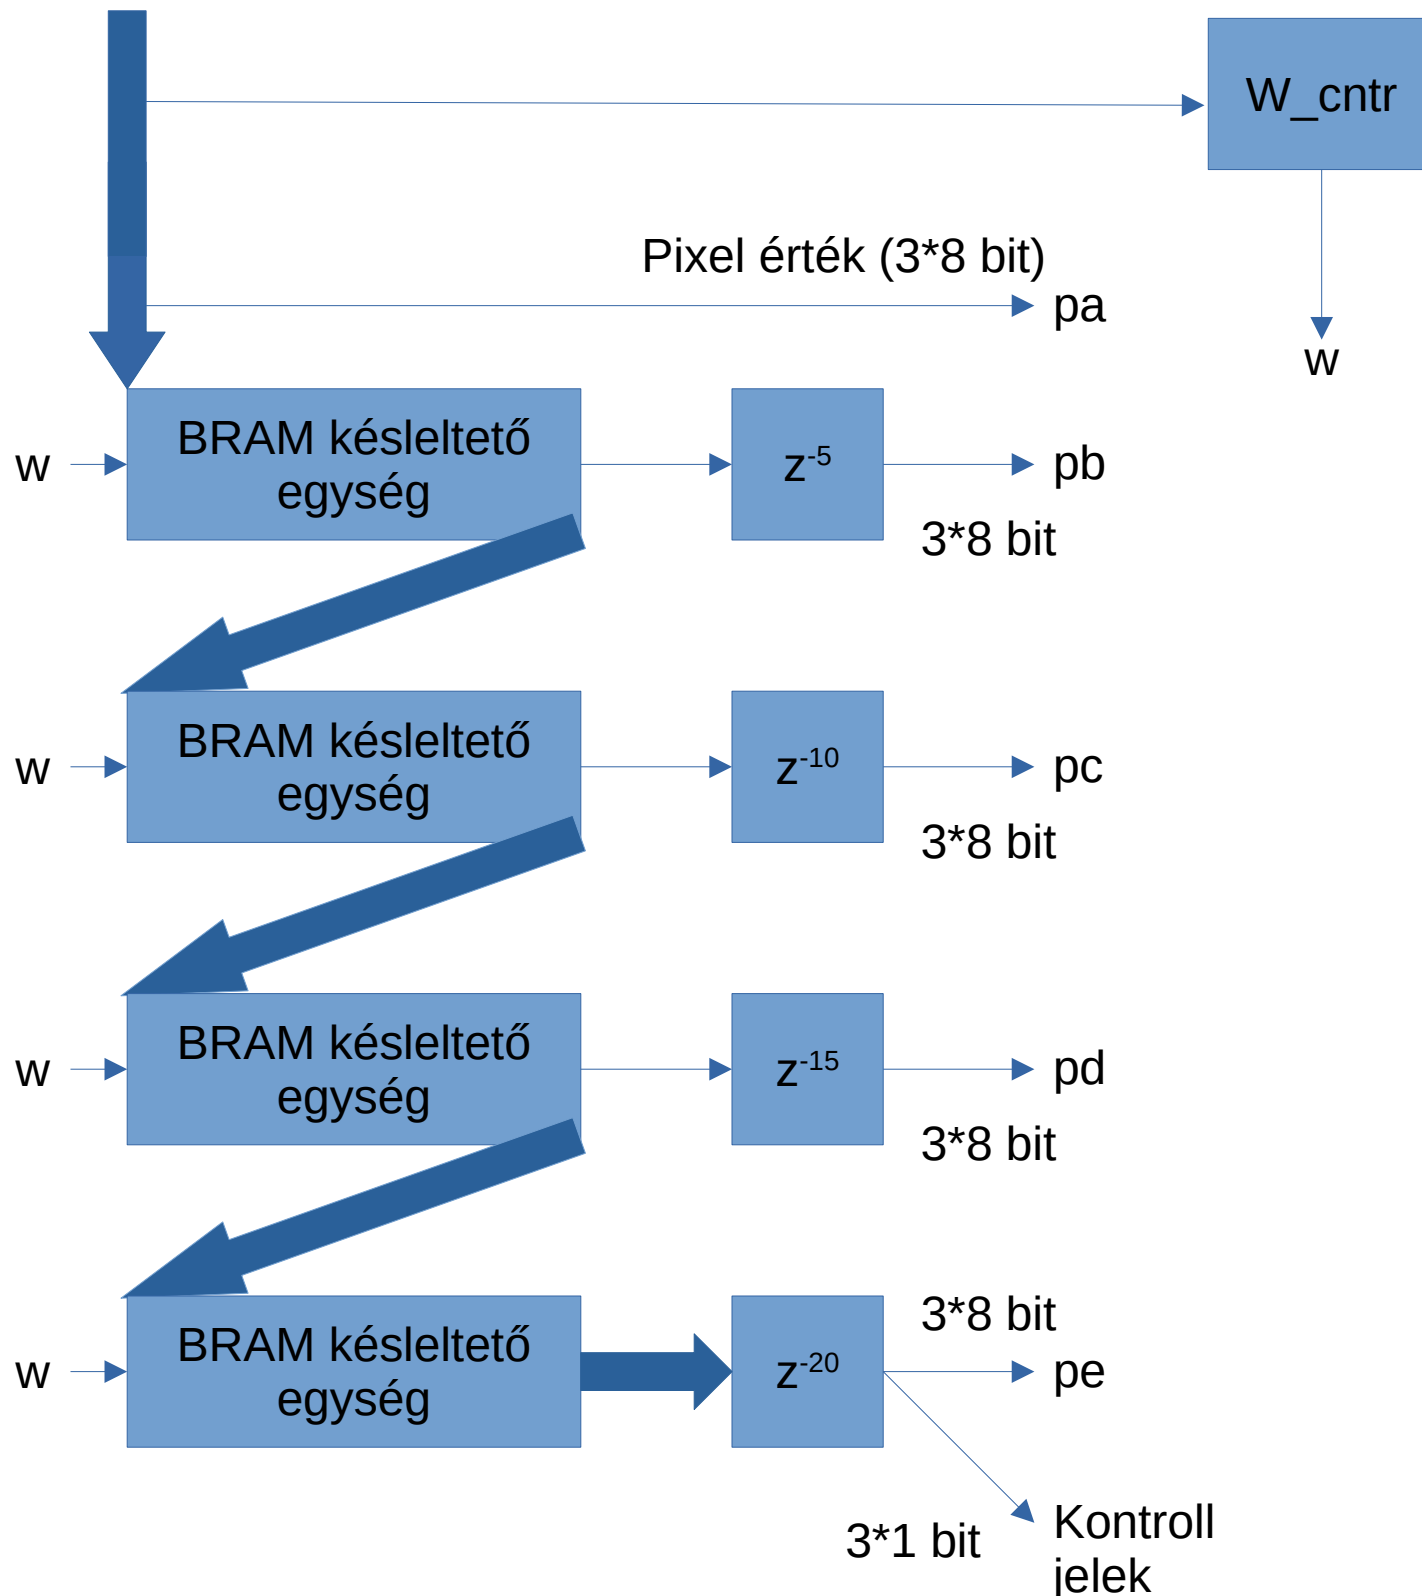 W_cntr
Pixel érték (3*8 bit)
pa
w
BRAM késleltető
egység
w
z-5
pb
3*8 bit
BRAM késleltető
egység
w
z-10
pc
3*8 bit
BRAM késleltető
egység
w
z-15
pd
3*8 bit
3*8 bit
BRAM késleltető
egység
w
z-20
pe
3*1 bit
Kontroll
jelek